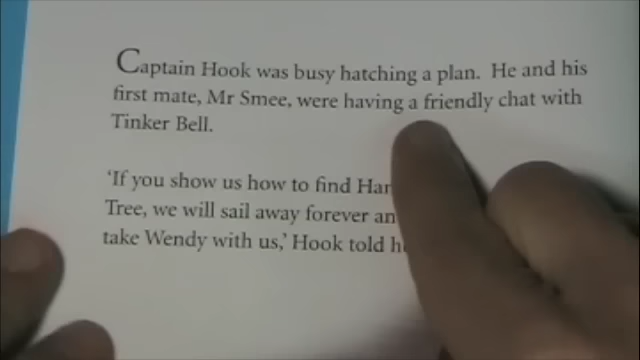 Captain Hook was busy hatching a plan. He and his
first mate, Mr Smee, were having a friendly chat with
Tinker Bell.
'If you show us how to find
Tree, we will sail away forever
take Wendy with us,' Hook told